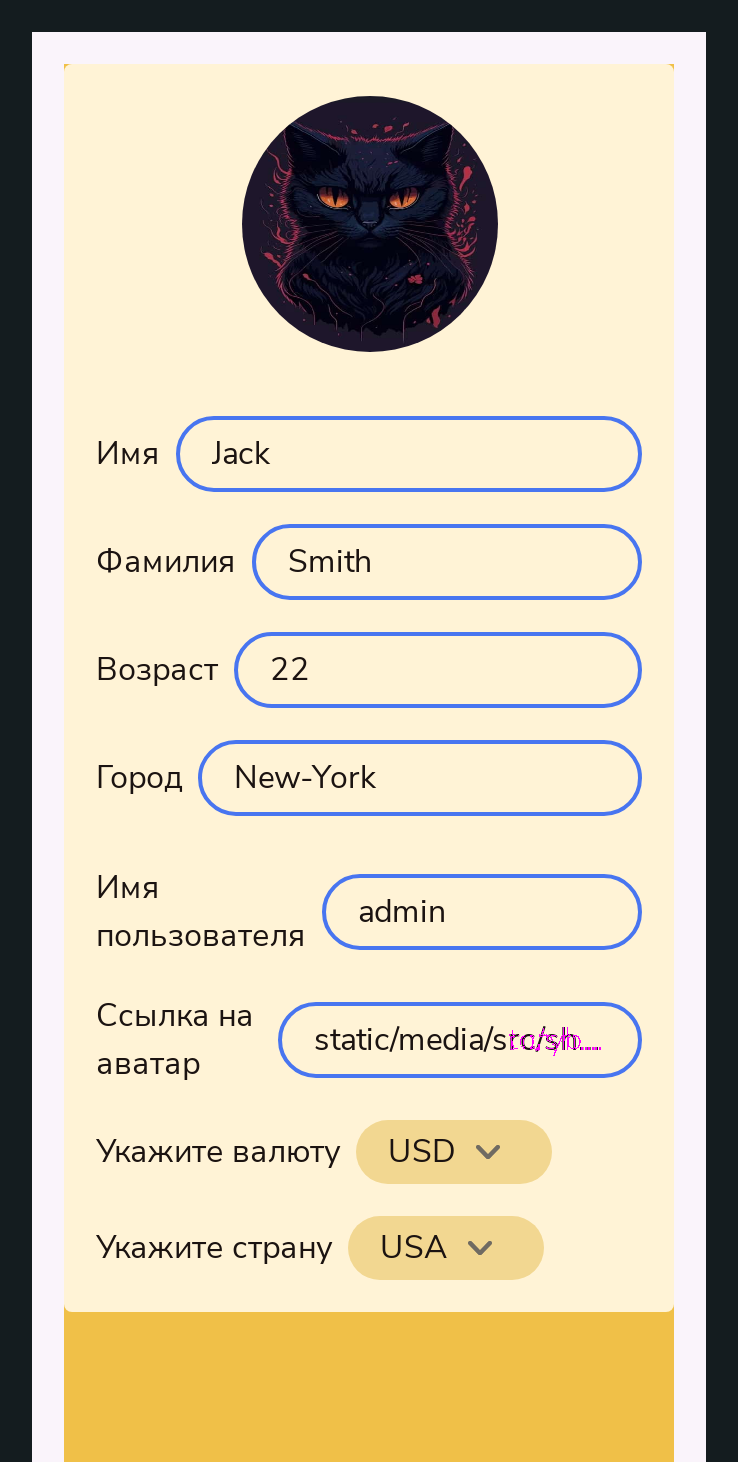 Имя Jack
Фамилия Smith
Возраст 22
Город New-York
Имя
пользователя admin
Ссылка на
аватар static/media/src/sh...
Укажите валюту USD
Укажите страну USA